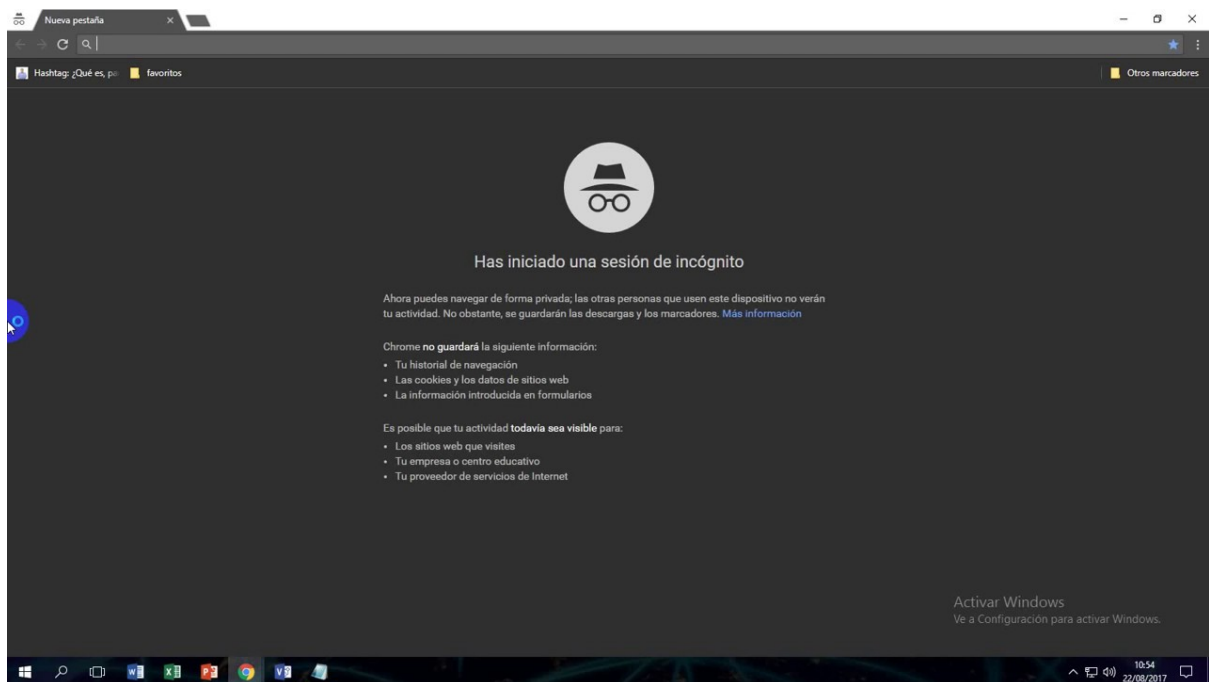 Nueva pestaña
Hashtag: ¿Qué es, pa
favoritos
Otros marcadores
Has iniciado una sesión de incógnito
Ahora puedes navegar de forma privada; las otras personas que usen este dispositivo no verán
tu actividad. No obstante, se guardarán las descargas y los marcadores. Más información
Chrome no guardará la siguiente información:
• Tu historial de navegación
• Las cookies y los datos de sitios web
• La información introducida en formularios
Es posible que tu actividad todavía sea visible para:
• Los sitios web que visites
• Tu empresa o centro educativo
• Tu proveedor de servicios de Internet
Activar Windows
Ve a Configuración para activar Windows.
10:54
22/08/2017